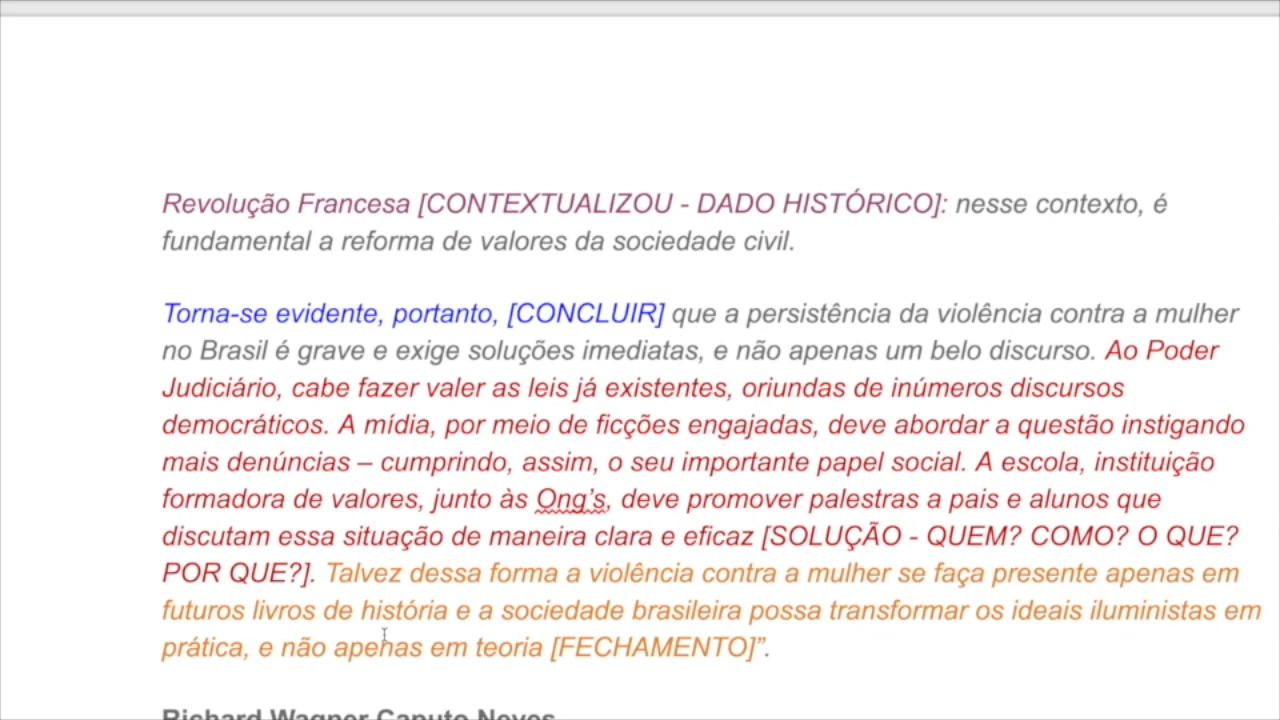 Revolução Francesa [CONTEXTUALIZOU - DADO HISTÓRICO]: nesse contexto, é
fundamental a reforma de valores da sociedade civil.
Torna-se evidente, portanto, [CONCLUIR] que a persistência da violência contra a mulher
no Brasil é grave e exige soluções imediatas, e não apenas um belo discurso. Ao Poder
Judiciário, cabe fazer valer as leis já existentes, oriundas de inúmeros discursos
democráticos. A mídia, por meio de ficções engajadas, deve abordar a questão instigando
mais denúncias – cumprindo, assim, o seu importante papel social. A escola, instituição
formadora de valores, junto às Ong’s, deve promover palestras a pais e alunos que
discutam essa situação de maneira clara e eficaz [SOLUÇÃO - QUEM? COMO? O QUE?
POR QUE?]. Talvez dessa forma a violência contra a mulher se faça presente apenas em
futuros livros de história e a sociedade brasileira possa transformar os ideais iluministas em
prática, e não apenas em teoria [FECHAMENTO]”.
Richard Wagner Caputo Neves